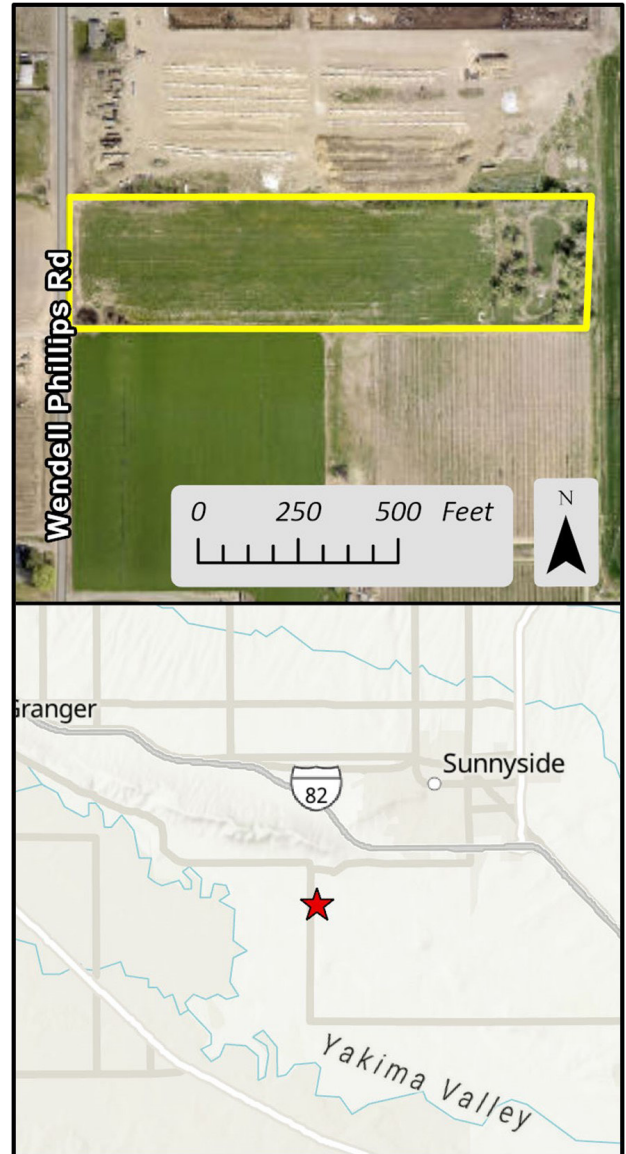 Wendell Phillips Rd
0 250 500 Feet
N
Granger
Sunnyside
82
Yakima Valley